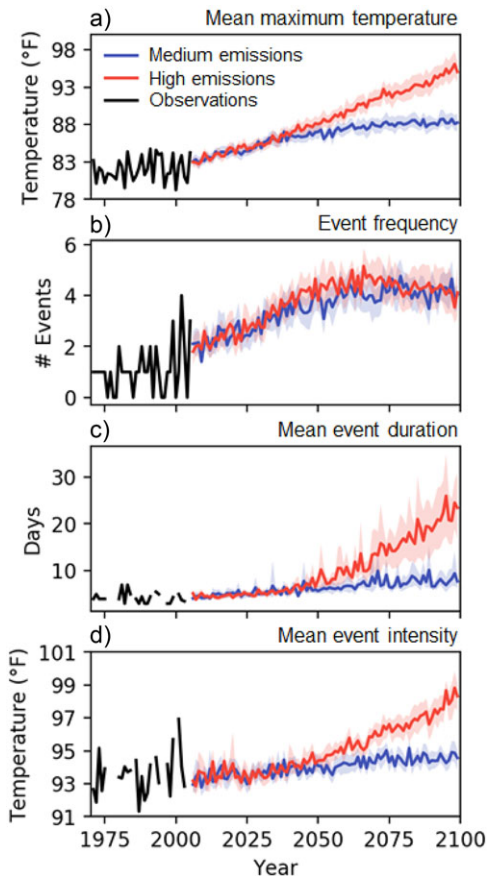 a) Mean maximum temperature
Temperature (°F)
98
93
88
83
78
Medium emissions
High emissions
Observations
b) Event frequency
# Events
6
4
2
0
c) Mean event duration
Days
30
20
10
d) Mean event intensity
Temperature (°F)
101
99
97
95
93
91
1975 2000 2025 2050 2075 2100
Year